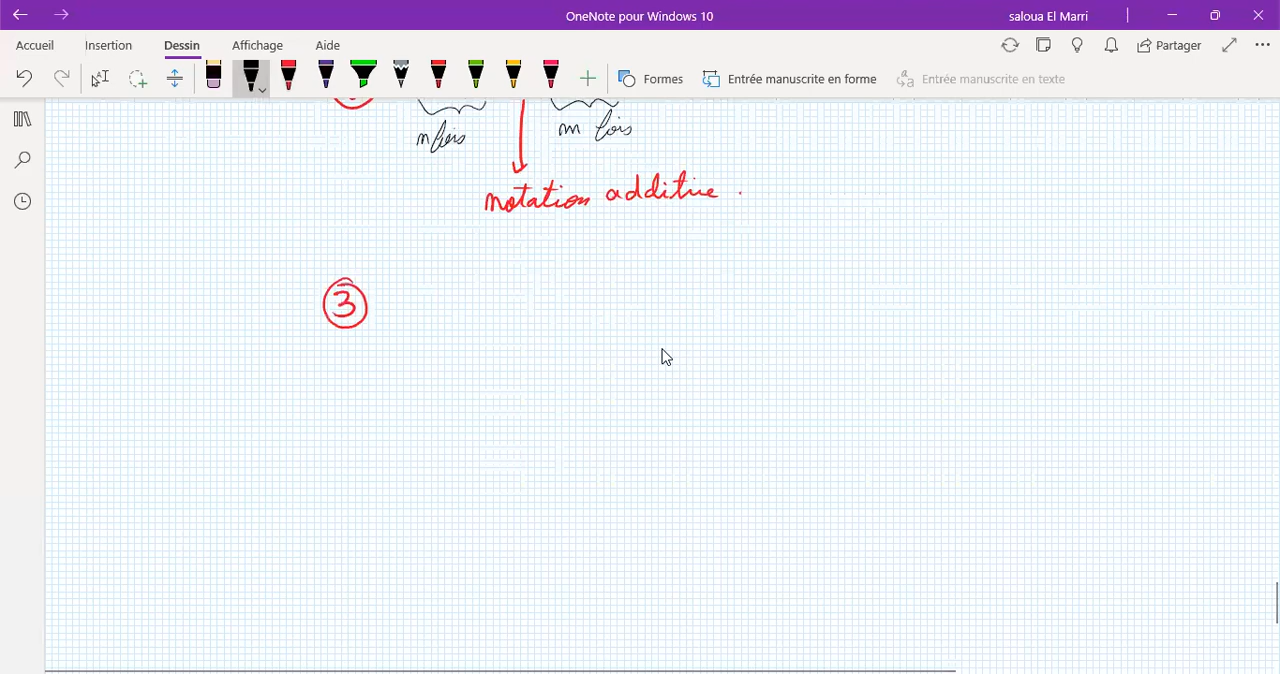 OneNote pour Windows 10
saloua El Marri
Accueil Insertion Dessin Affichage Aide
Partager
Formes
Entrée manuscrite en forme
Entrée manuscrite en texte
n fois
m fois
notation additive .
3